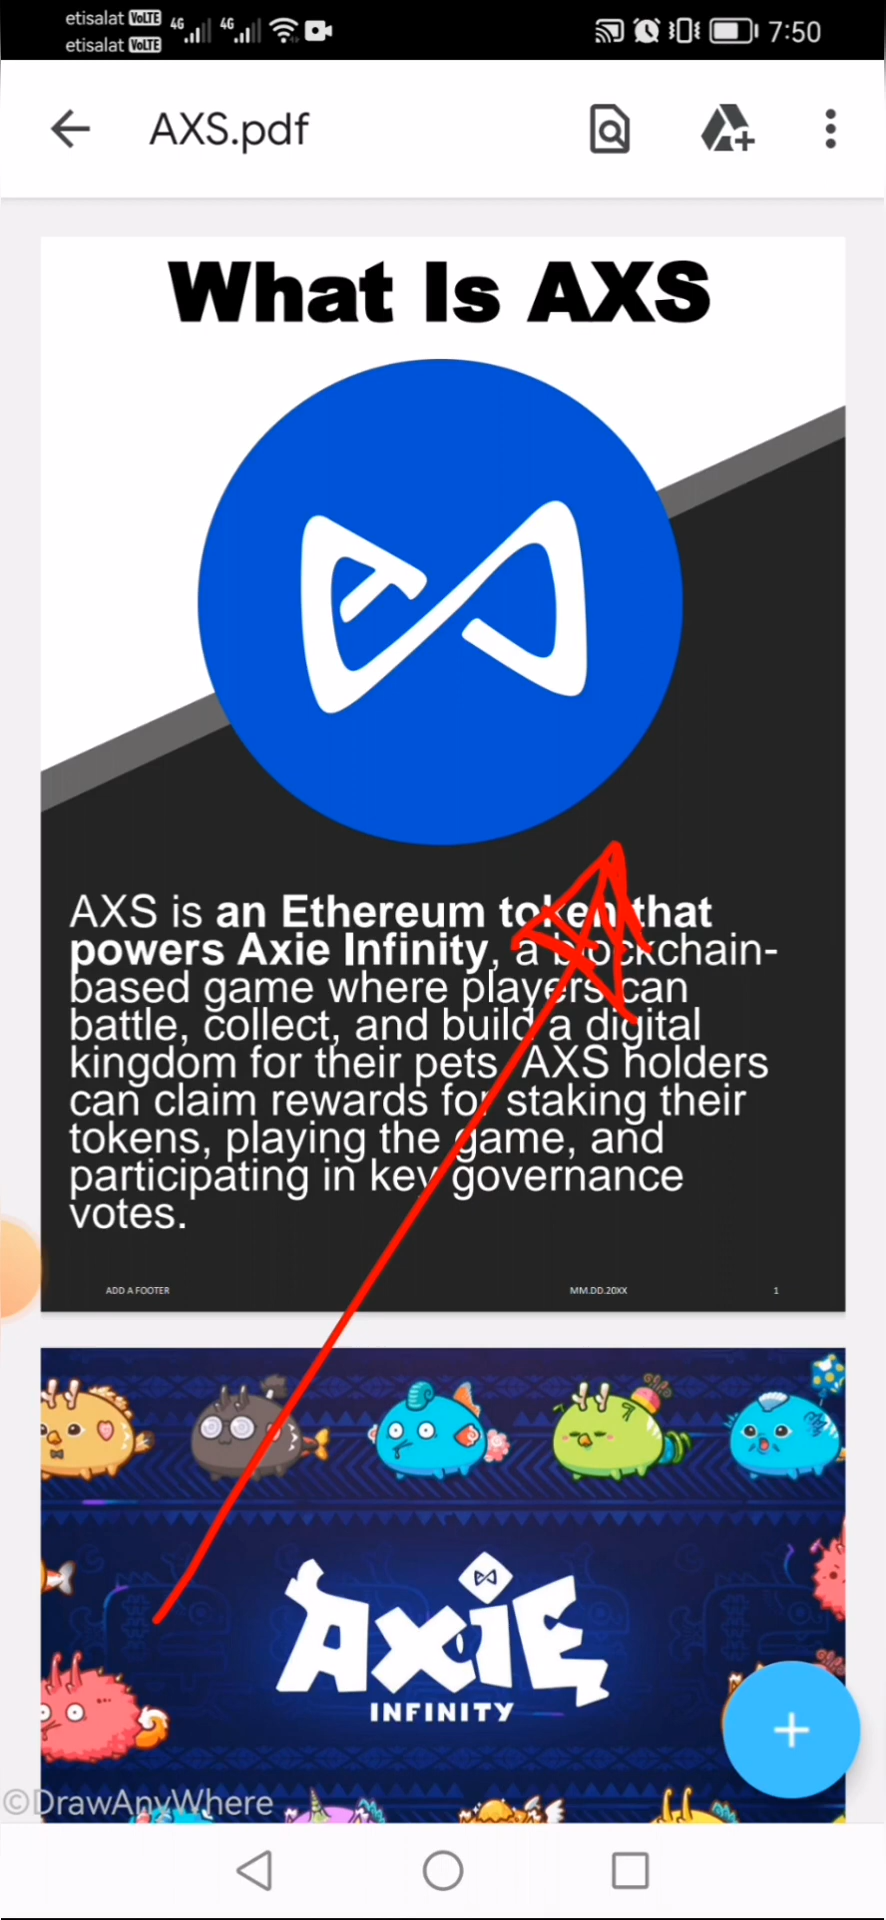 etisalat VoLTE 4G 4G 7:50
etisalat VoLTE
AXS.pdf
What Is AXS
AXS is an Ethereum token that
powers Axie Infinity, a blockchain-
based game where players can
battle, collect, and build a digital
kingdom for their pets. AXS holders
can claim rewards for staking their
tokens, playing the game, and
participating in key governance
votes.
ADD A FOOTER MM.DD.20XX 1
AXIE
INFINITY
©DrawAnyWhere